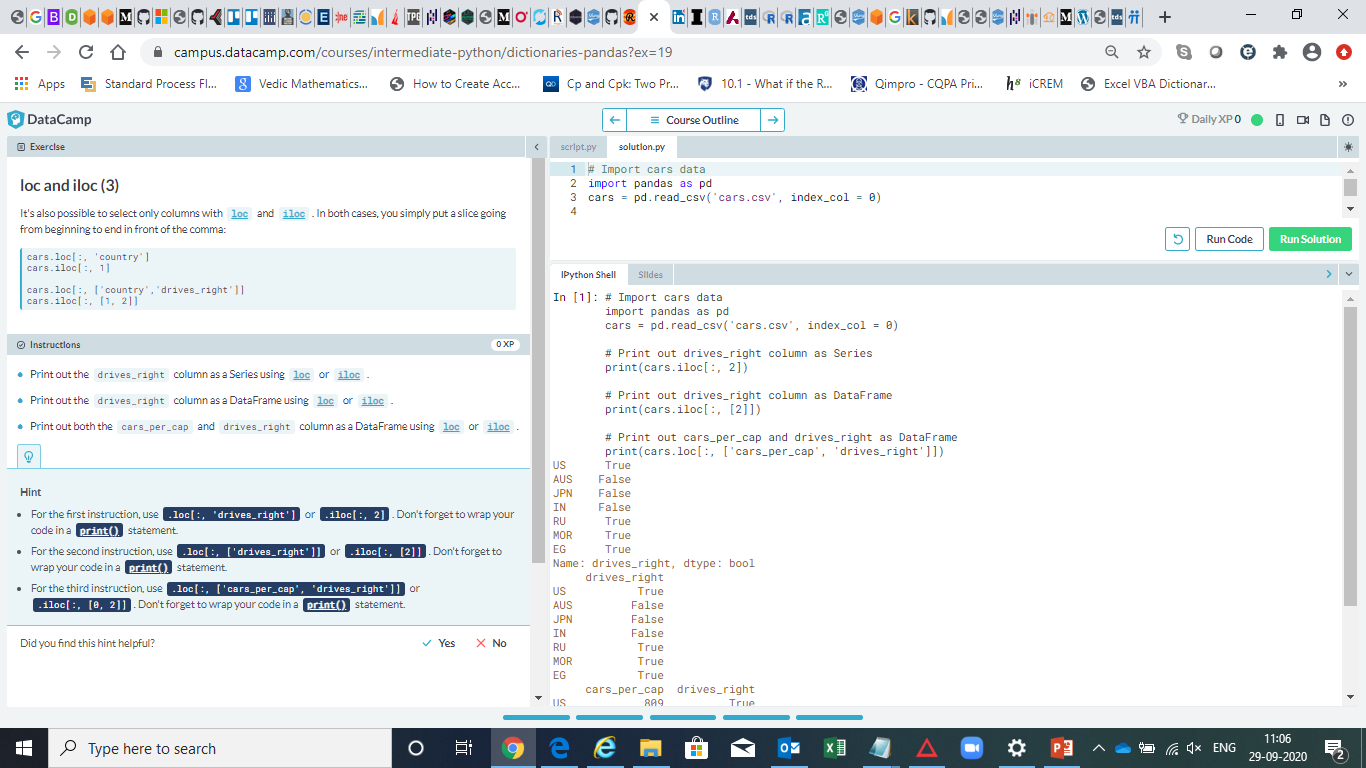 campus.datacamp.com/courses/intermediate-python/dictionaries-pandas?ex=19
Apps
Standard Process Fl...
Vedic Mathematics...
How to Create Acc...
Cp and Cpk: Two Pr...
10.1 - What if the R...
Qimpro - CQPA Pri...
iCREM
Excel VBA Dictionar...
DataCamp
Course Outline
Daily XP 0
Exercise
loc and iloc (3)
It's also possible to select only columns with loc and iloc . In both cases, you simply put a slice going
from beginning to end in front of the comma:
cars.loc[:, 'country']
cars.iloc[:, 1]
cars.loc[:, ['country','drives_right']]
cars.iloc[:, [1, 2]]
Instructions
0 XP
Print out the drives_right column as a Series using loc or iloc .
Print out the drives_right column as a DataFrame using loc or iloc .
Print out both the cars_per_cap and drives_right column as a DataFrame using loc or iloc .
Hint
For the first instruction, use .loc[:, 'drives_right'] or .iloc[:, 2] . Don't forget to wrap your
code in a print() statement.
For the second instruction, use .loc[:, ['drives_right']] or .iloc[:, [2]] . Don't forget to
wrap your code in a print() statement.
For the third instruction, use .loc[:, ['cars_per_cap', 'drives_right']] or
.iloc[:, [0, 2]] . Don't forget to wrap your code in a print() statement.
Did you find this hint helpful?
Yes
No
script.py
solution.py
1 # Import cars data
2 import pandas as pd
3 cars = pd.read_csv('cars.csv', index_col = 0)
4
Run Code
Run Solution
IPython Shell
Slides
In [1]: # Import cars data
import pandas as pd
cars = pd.read_csv('cars.csv', index_col = 0)
# Print out drives_right column as Series
print(cars.iloc[:, 2])
# Print out drives_right column as DataFrame
print(cars.iloc[:, [2]])
# Print out cars_per_cap and drives_right as DataFrame
print(cars.loc[:, ['cars_per_cap', 'drives_right']])
US True
AUS False
JPN False
IN False
RU True
MOR True
EG True
Name: drives_right, dtype: bool
drives_right
US True
AUS False
JPN False
IN False
RU True
MOR True
EG True
cars_per_cap drives_right
US 809 True
Type here to search
ENG
11:06
29-09-2020
2